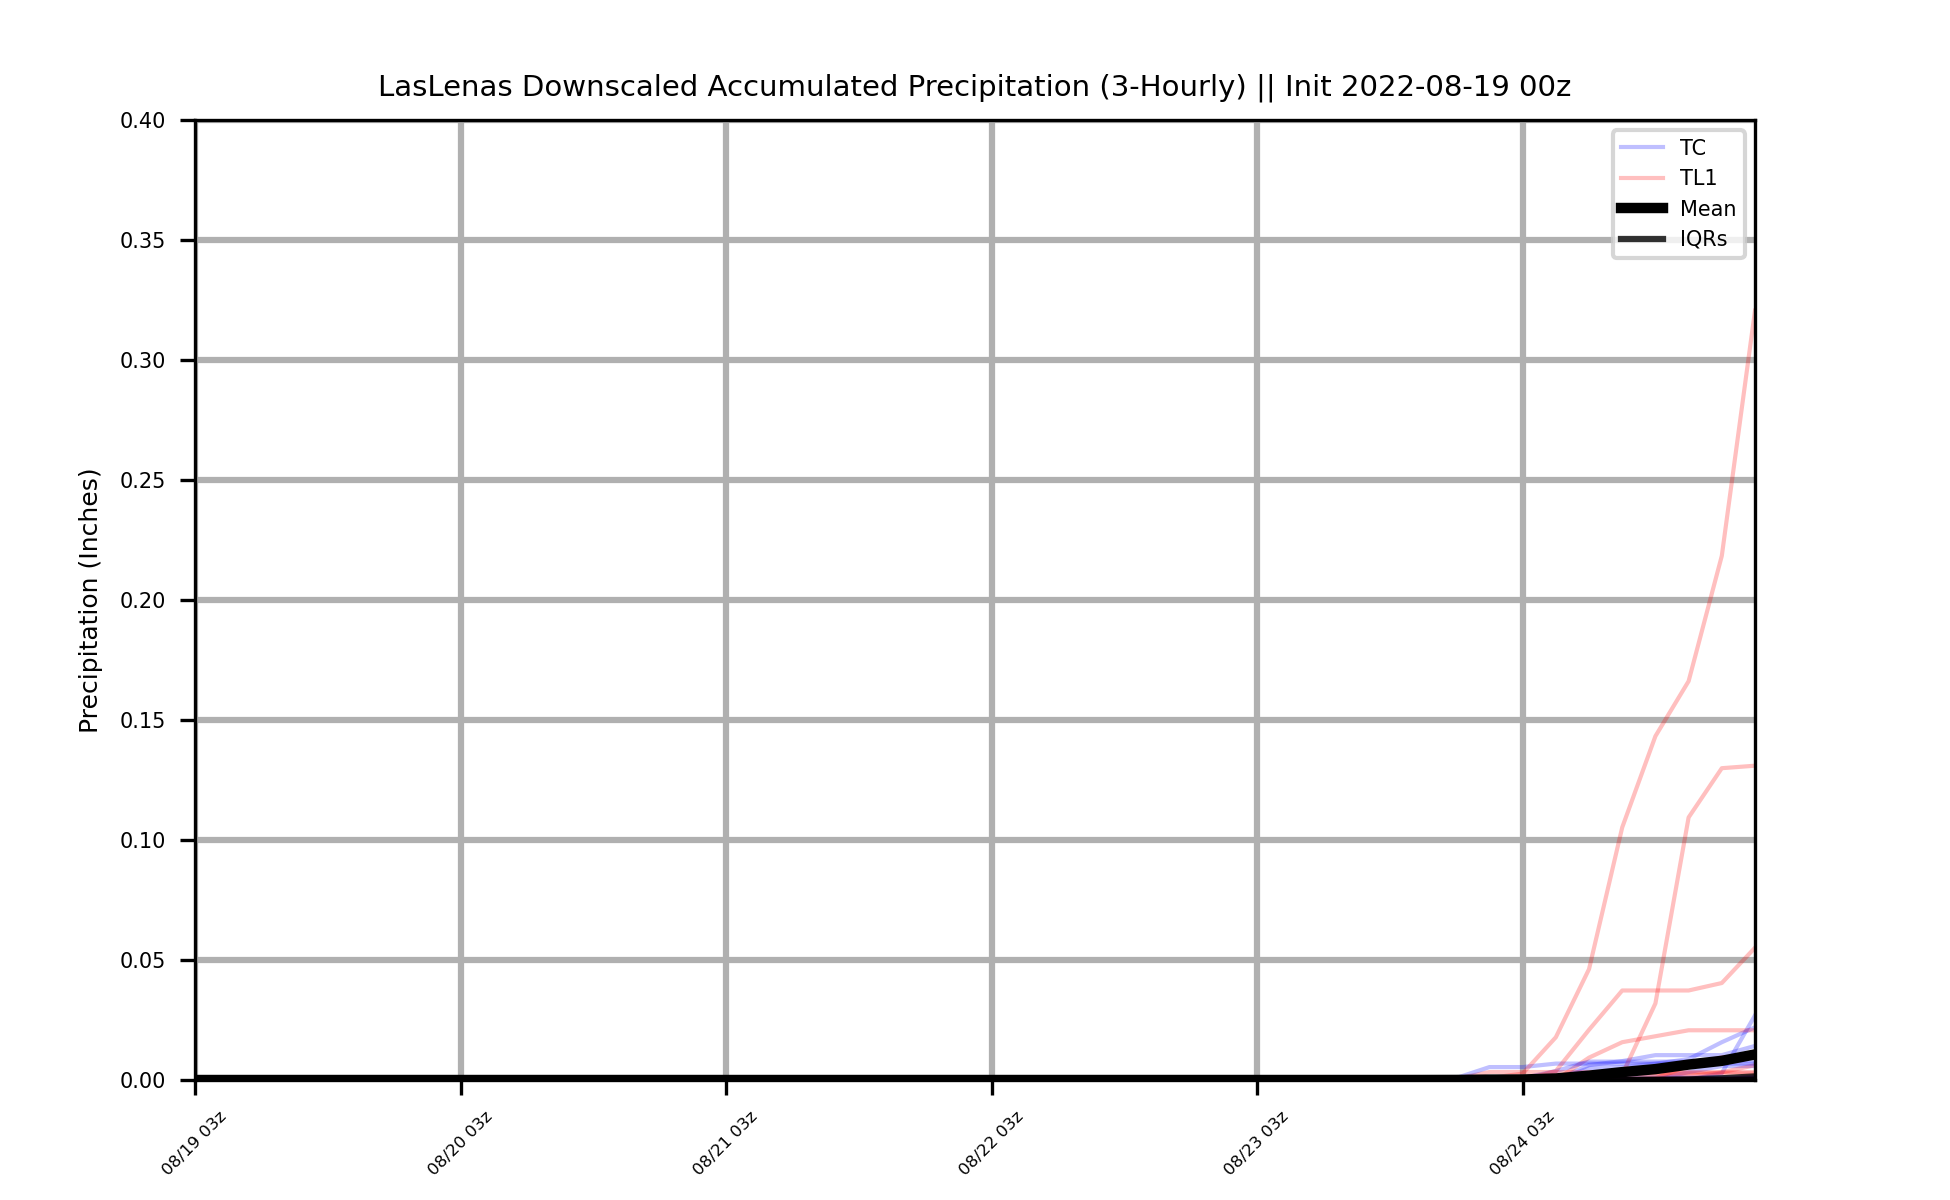 LasLenas Downscaled Accumulated Precipitation (3-Hourly) || Init 2022-08-19 00z
TC
TL1
Mean
IQRs
Precipitation (Inches)
0.40
0.35
0.30
0.25
0.20
0.15
0.10
0.05
0.00
08/19 03z
08/20 03z
08/21 03z
08/22 03z
08/23 03z
08/24 03z